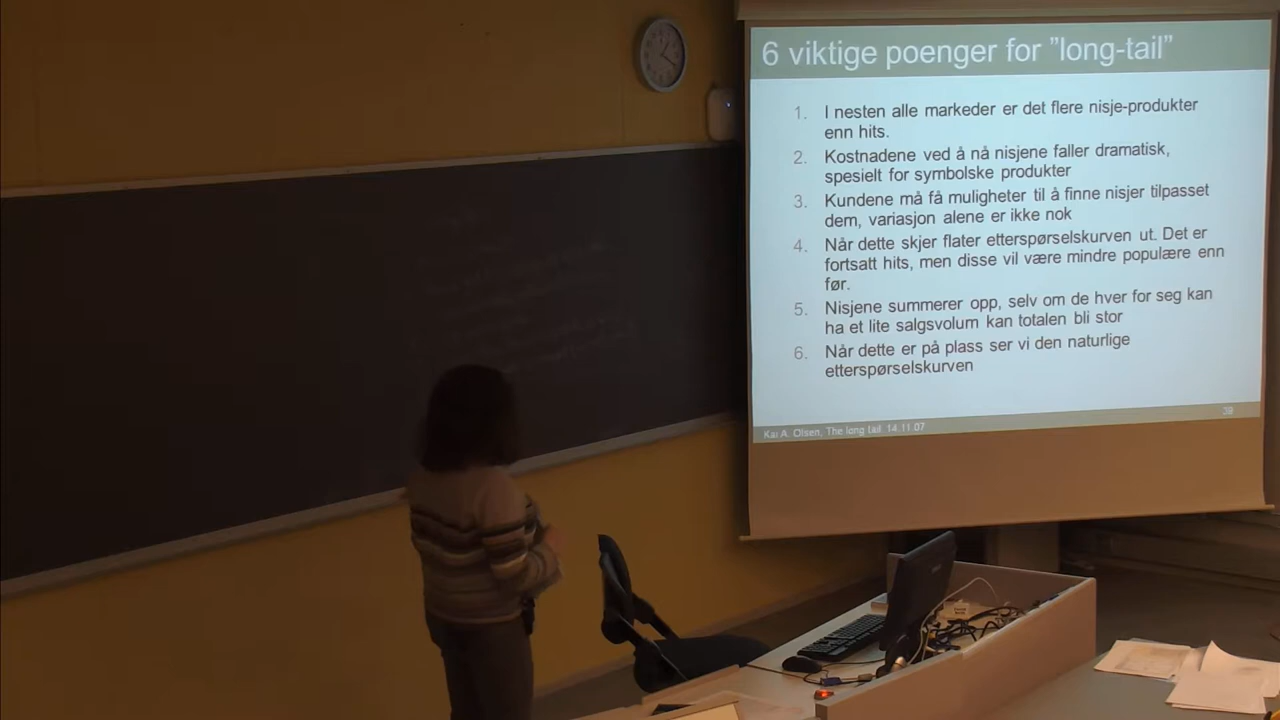 6 viktige poenger for "long-tail"
1. I nesten alle markeder er det flere nisje-produkter
enn hits.
2. Kostnadene ved å nå nisjene faller dramatisk,
spesielt for symbolske produkter
3. Kundene må få muligheter til å finne nisjer tilpasset
dem, variasjon alene er ikke nok
4. Når dette skjer flater etterspørselskurven ut. Det er
fortsatt hits, men disse vil være mindre populære enn
før.
5. Nisjene summerer opp, selv om de hver for seg kan
ha et lite salgsvolum kan totalen bli stor
6. Når dette er på plass ser vi den naturlige
etterspørselskurven
39
Kai A. Olsen, The long tail 14.11.07